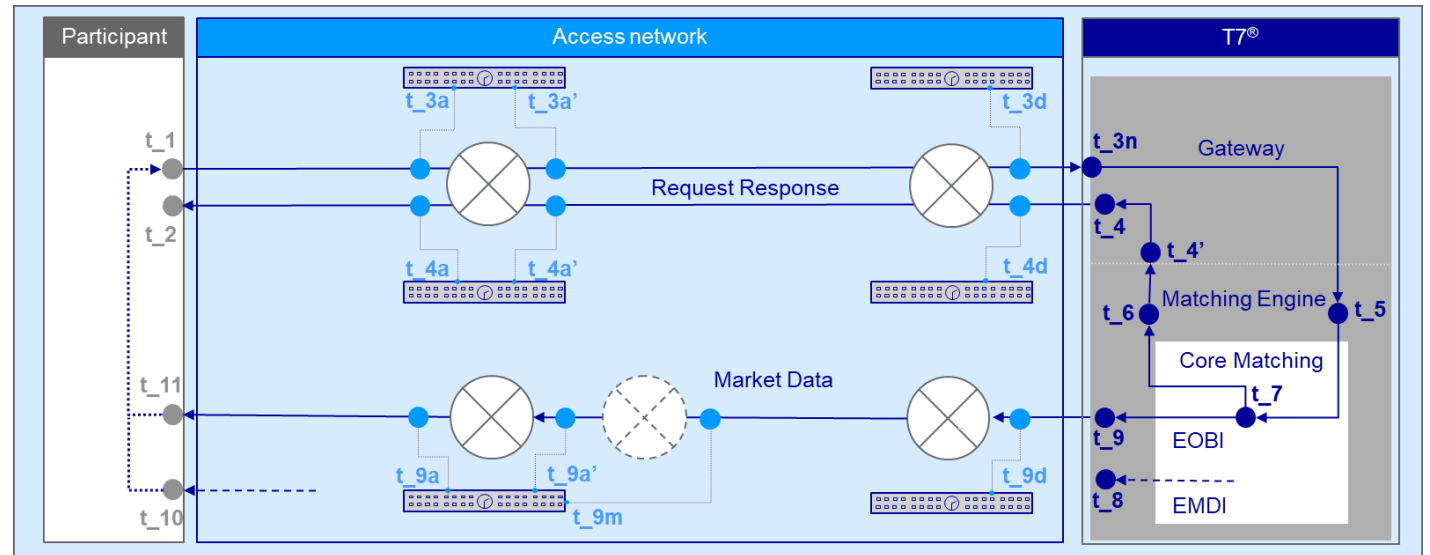 Participant
Access network
T7®
t_3a
t_3a’
t_3d
t_1
t_3n
Gateway
Request Response
t_2
t_4
t_4’
t_4a
t_4a’
t_4d
Matching Engine
t_6
t_5
Core Matching
Market Data
t_11
t_7
t_9
EOBI
t_9a
t_9a’
t_9d
t_8
t_10
t_9m
EMDI